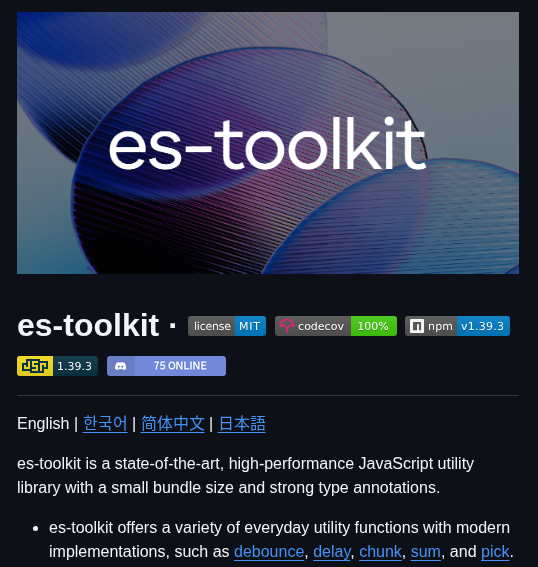 es-toolkit
es-toolkit · license MIT codecov 100% npm v1.39.3
JSR 1.39.3 75 ONLINE
English | 한국어 | 简体中文 | 日本語
es-toolkit is a state-of-the-art, high-performance JavaScript utility
library with a small bundle size and strong type annotations.
• es-toolkit offers a variety of everyday utility functions with modern
implementations, such as debounce, delay, chunk, sum, and pick.